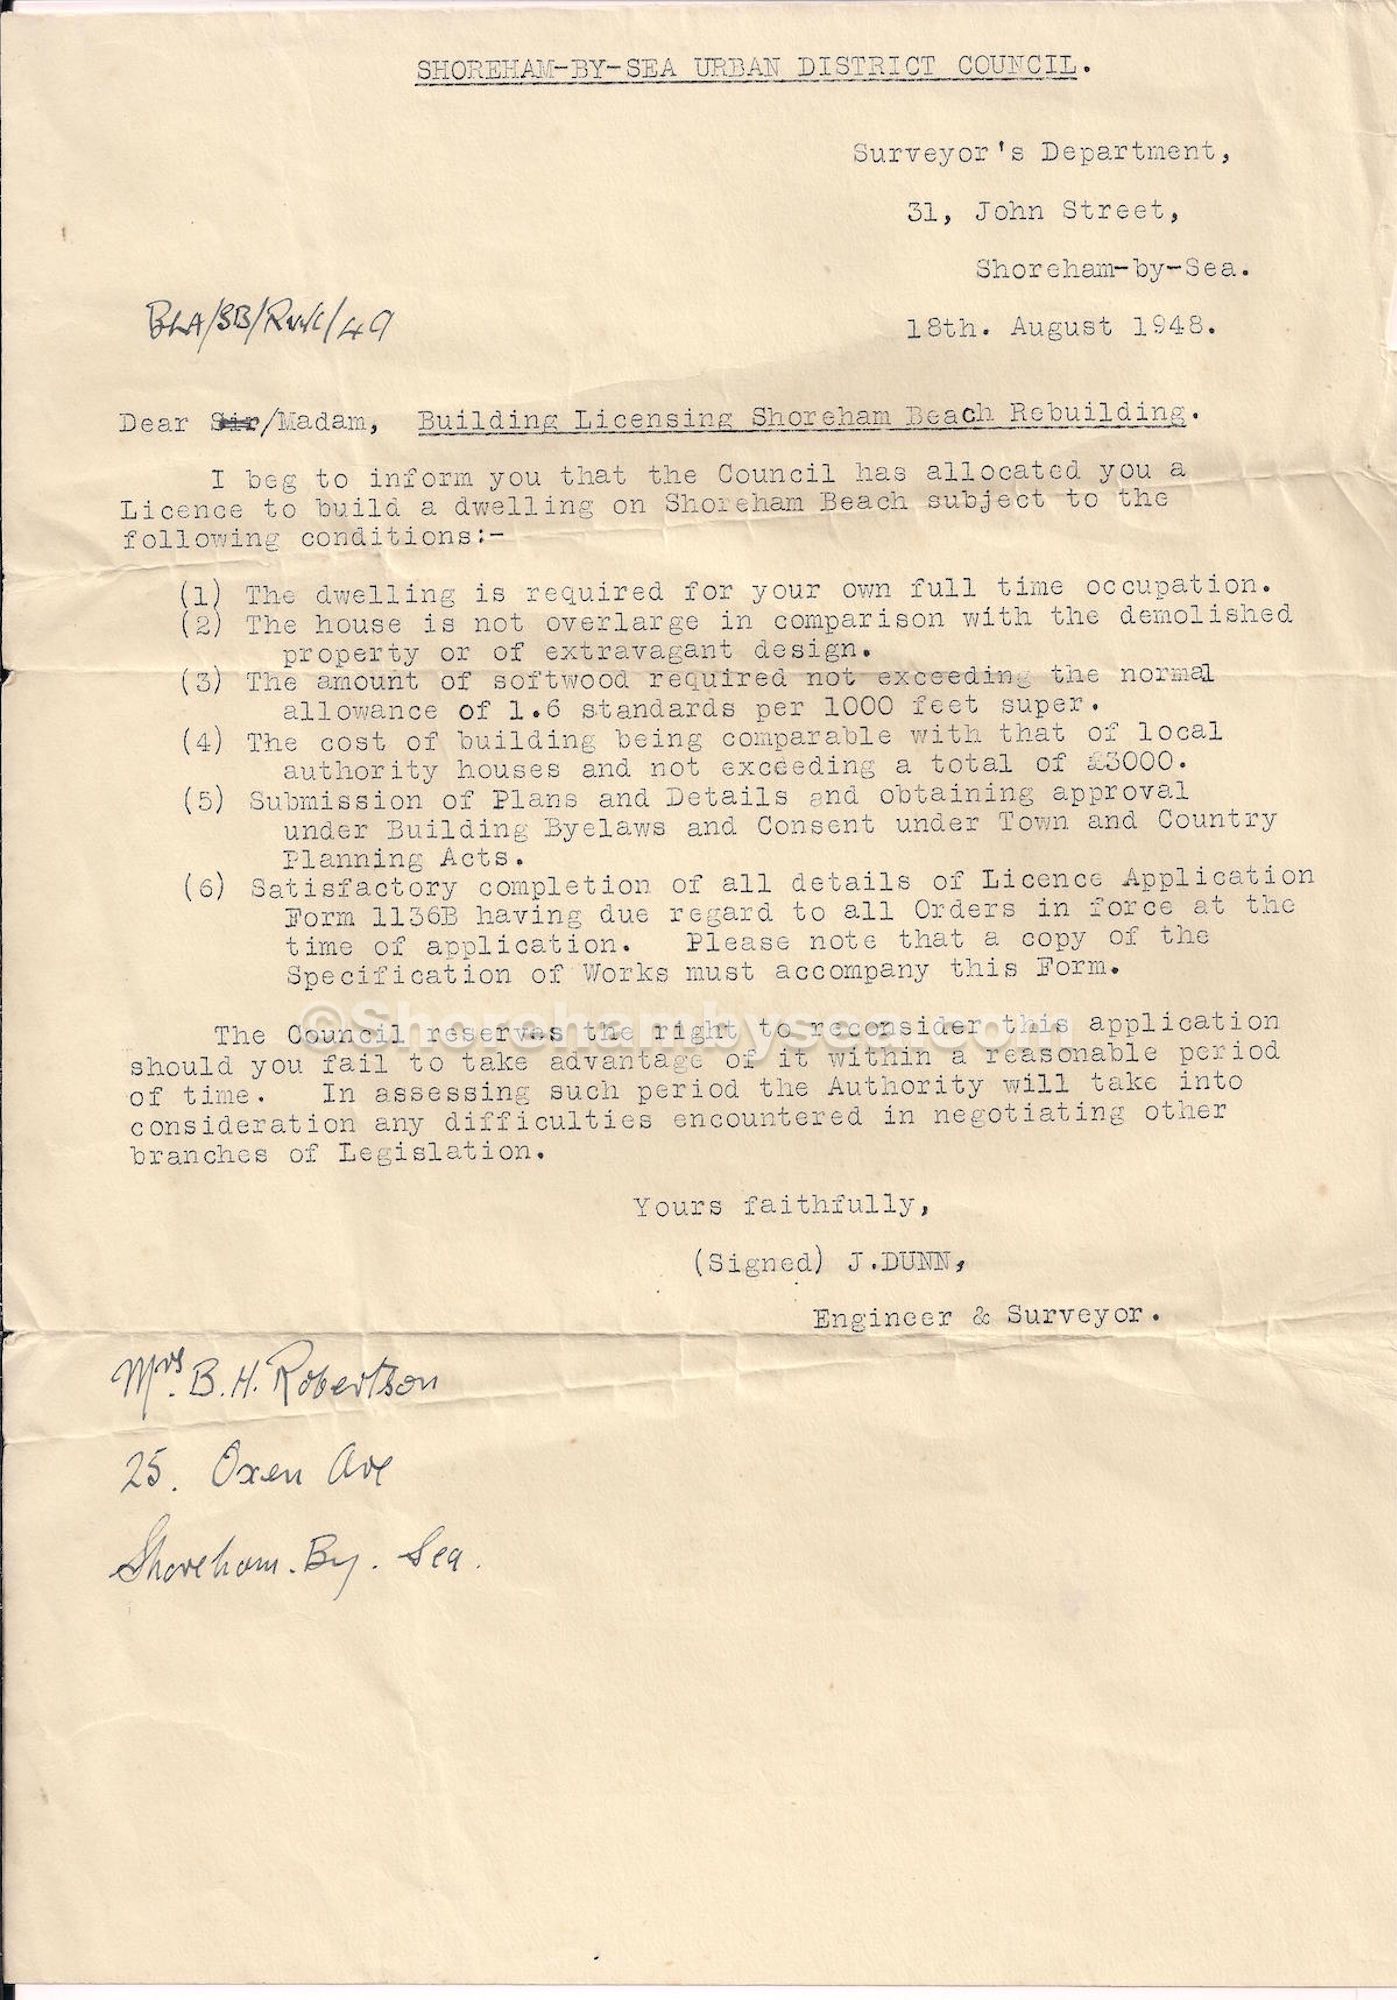 SHOREHAM-BY-SEA URBAN DISTRICT COUNCIL.
Surveyor's Department,
31, John Street,
Shoreham-by-Sea.
18th. August 1948.
Dear Sir/Madam, Building Licensing Shoreham Beach Rebuilding.
I beg to inform you that the Council has allocated you a
Licence to build a dwelling on Shoreham Beach subject to the
following conditions:-
(1) The dwelling is required for your own full time occupation.
(2) The house is not overlarge in comparison with the demolished
property or of extravagant design.
(3) The amount of softwood required not exceeding the normal
allowance of 1.6 standards per 1000 feet super.
(4) The cost of building being comparable with that of local
authority houses and not exceeding a total of £3000.
(5) Submission of Plans and Details and obtaining approval
under Building Byelaws and Consent under Town and Country
Planning Acts.
(6) Satisfactory completion of all details of Licence Application
Form 1136B having due regard to all Orders in force at the
time of application. Please note that a copy of the
Specification of Works must accompany this Form.
©Shorehambysea.com
The Council reserves the right to reconsider this application
should you fail to take advantage of it within a reasonable period
of time. In assessing such period the Authority will take into
consideration any difficulties encountered in negotiating other
branches of Legislation.
Yours faithfully,
(Signed) J.DUNN,
Engineer & Surveyor.
Mrs. B.H. Robertson
25. Oxen Ave
Shoreham. By. Sea.